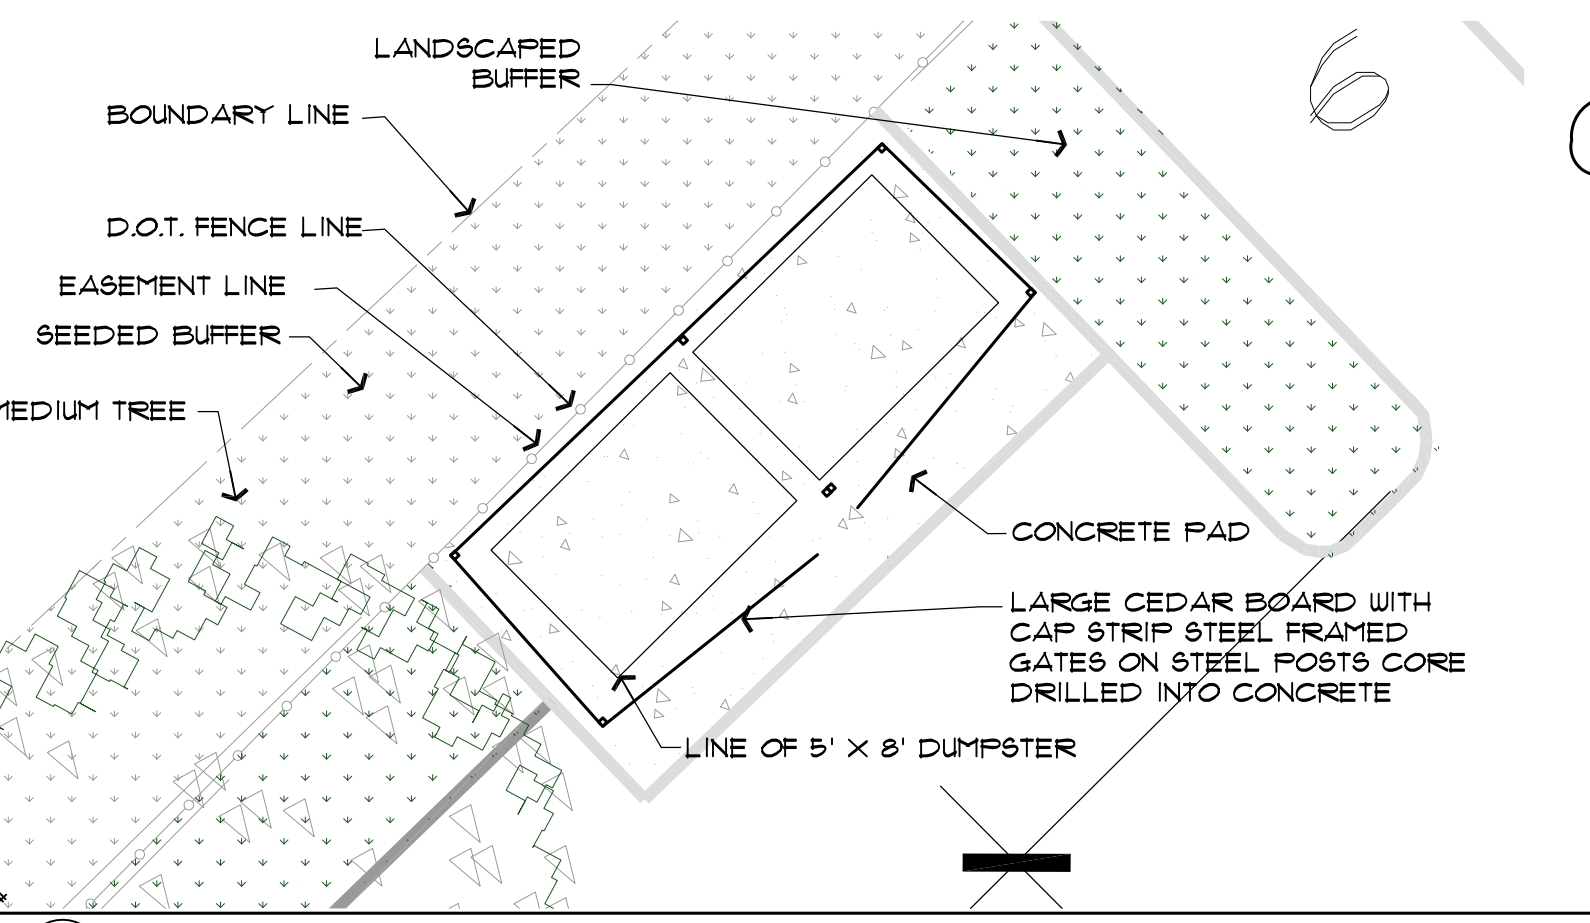 LANDSCAPED
BUFFER
6
BOUNDARY LINE
D.O.T. FENCE LINE
EASEMENT LINE
SEEDED BUFFER
MEDIUM TREE
CONCRETE PAD
LARGE CEDAR BOARD WITH
CAP STRIP STEEL FRAMED
GATES ON STEEL POSTS CORE
DRILLED INTO CONCRETE
LINE OF 5' X 8' DUMPSTER